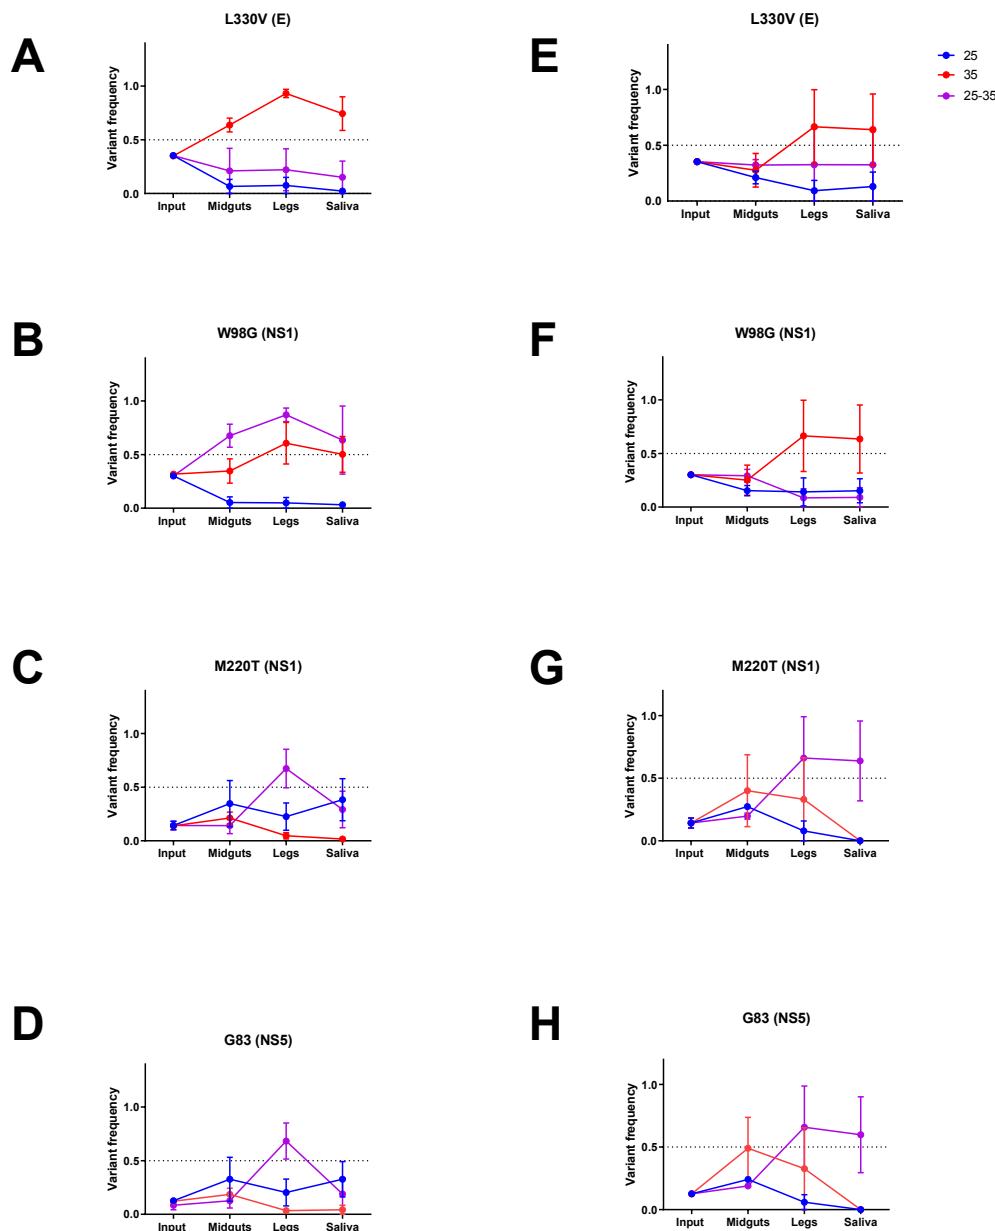 A
L330V (E)
Variant frequency
1.0
0.5
0.0
Input Midguts Legs Saliva
E
L330V (E)
Variant frequency
1.0
0.5
0.0
Input Midguts Legs Saliva
25
35
25-35
B
W98G (NS1)
Variant frequency
1.0
0.5
0.0
Input Midguts Legs Saliva
F
W98G (NS1)
Variant frequency
1.0
0.5
0.0
Input Midguts Legs Saliva
C
M220T (NS1)
Variant frequency
1.0
0.5
0.0
Input Midguts Legs Saliva
G
M220T (NS1)
Variant frequency
1.0
0.5
0.0
Input Midguts Legs Saliva
D
G83 (NS5)
Variant frequency
1.0
0.5
0.0
Input Midguts Legs Saliva
H
G83 (NS5)
Variant frequency
1.0
0.5
0.0
Input Midguts Legs Saliva